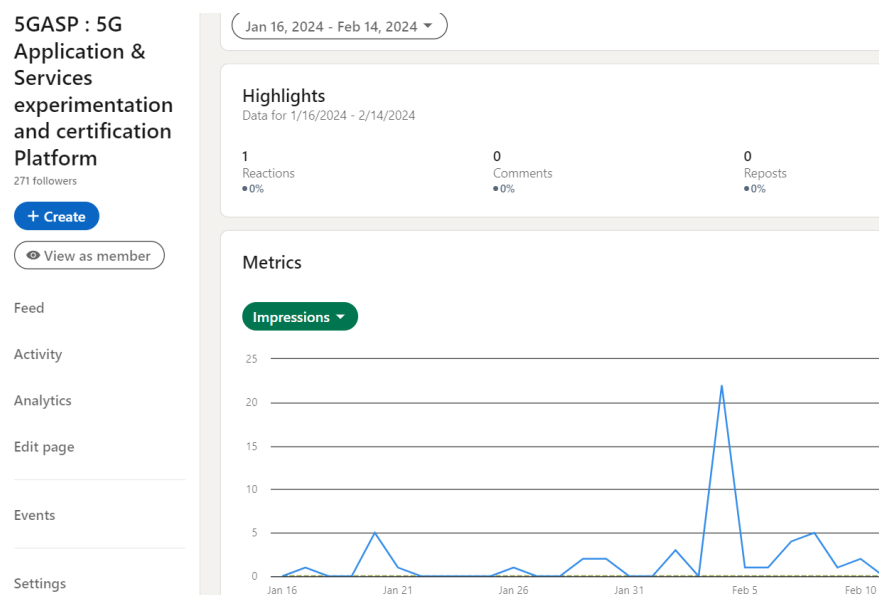 5GASP : 5G
Application &
Services
experimentation
and certification
Platform
271 followers
+ Create
View as member
Feed
Activity
Analytics
Edit page
Events
Settings
Jan 16, 2024 - Feb 14, 2024
Highlights
Data for 1/16/2024 - 2/14/2024
1 0 0
Reactions Comments Reposts
0% 0% 0%
Metrics
Impressions
25
20
15
10
5
0
Jan 16 Jan 21 Jan 26 Jan 31 Feb 5 Feb 10